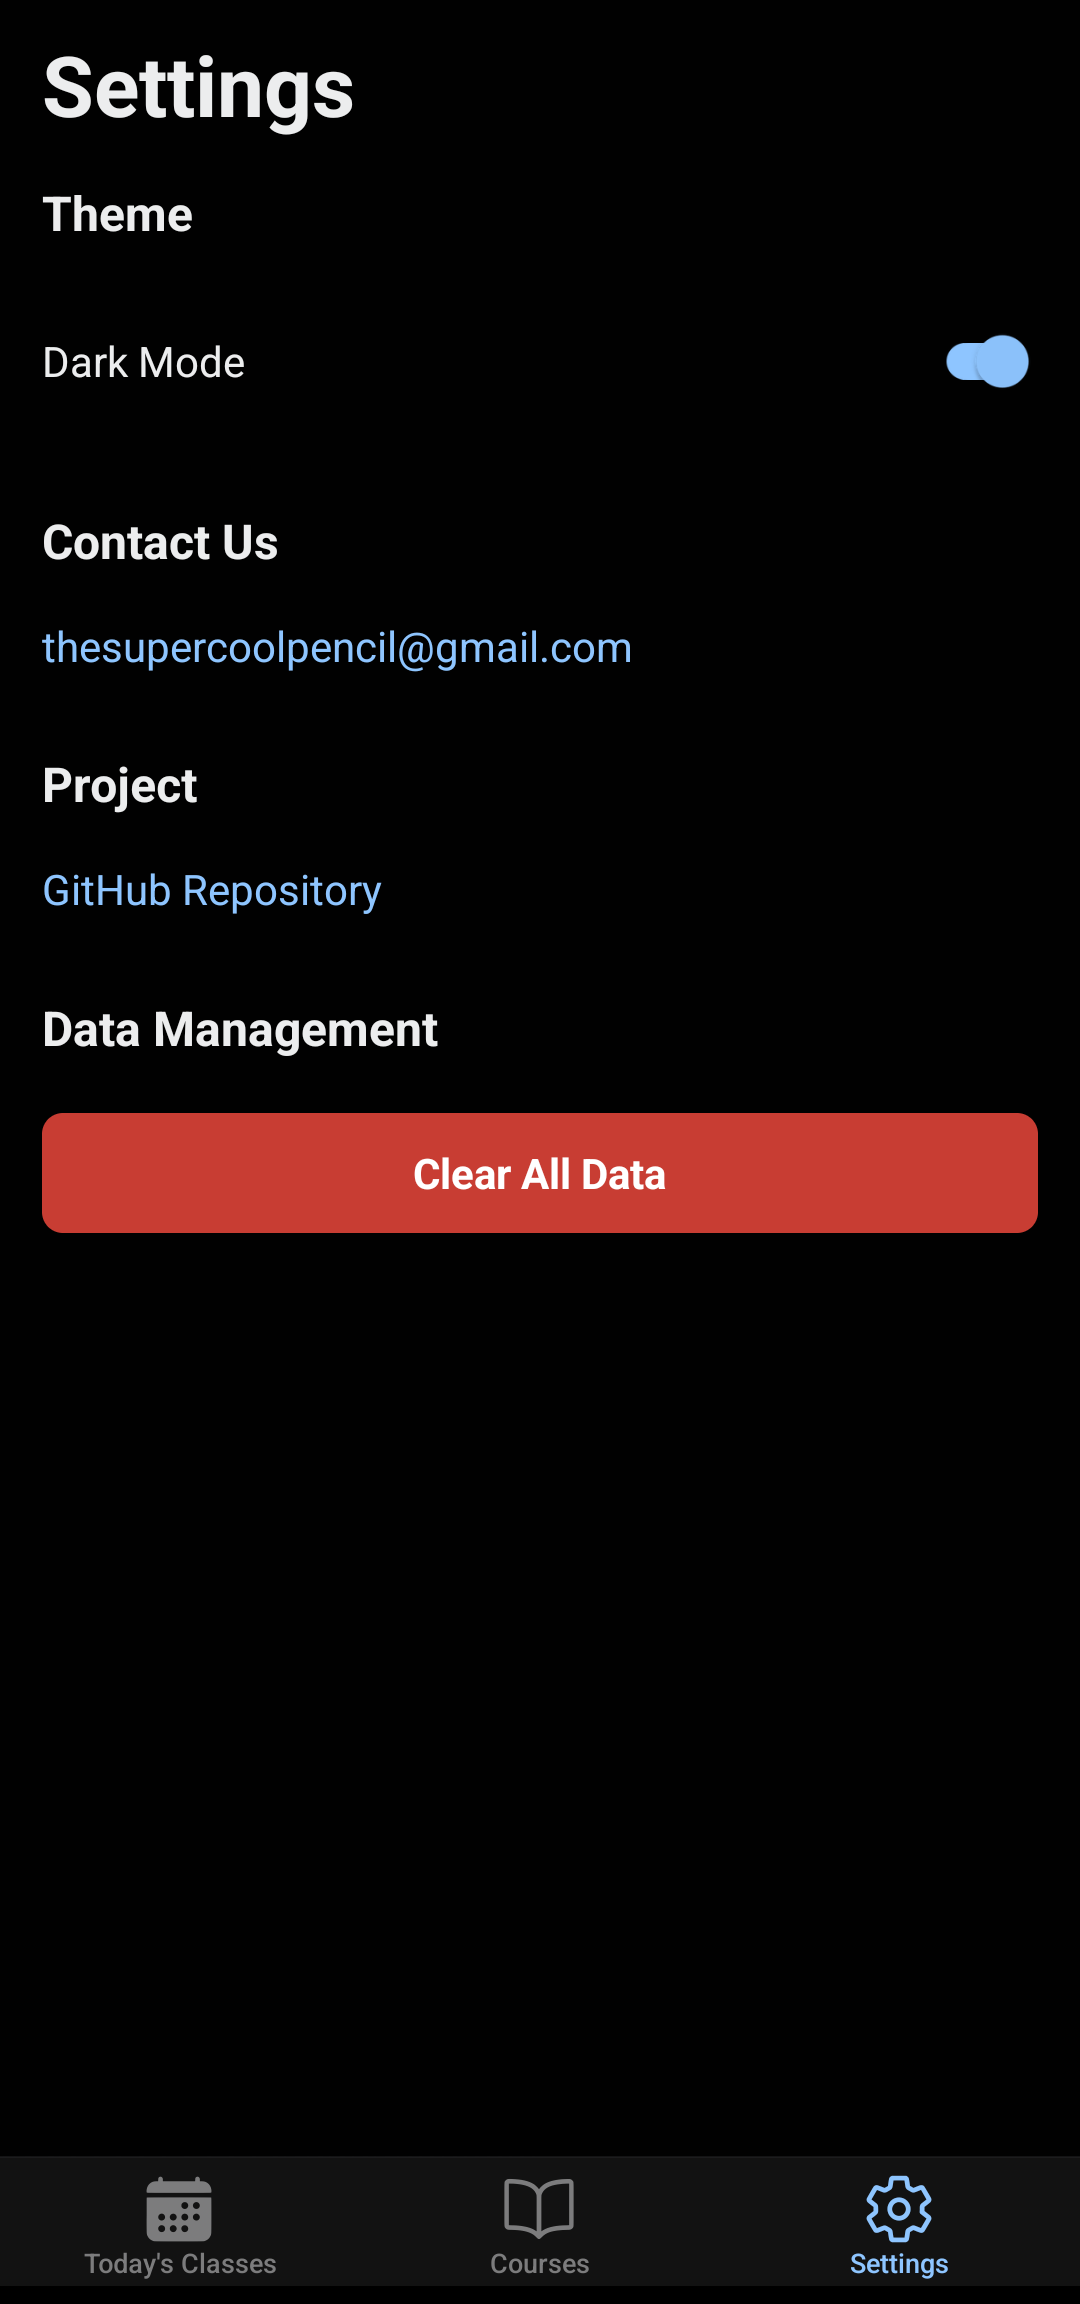 Settings
Theme
Dark Mode
Contact Us
thesupercoolpencil@gmail.com
Project
GitHub Repository
Data Management
Clear All Data
Today's Classes
Courses
Settings